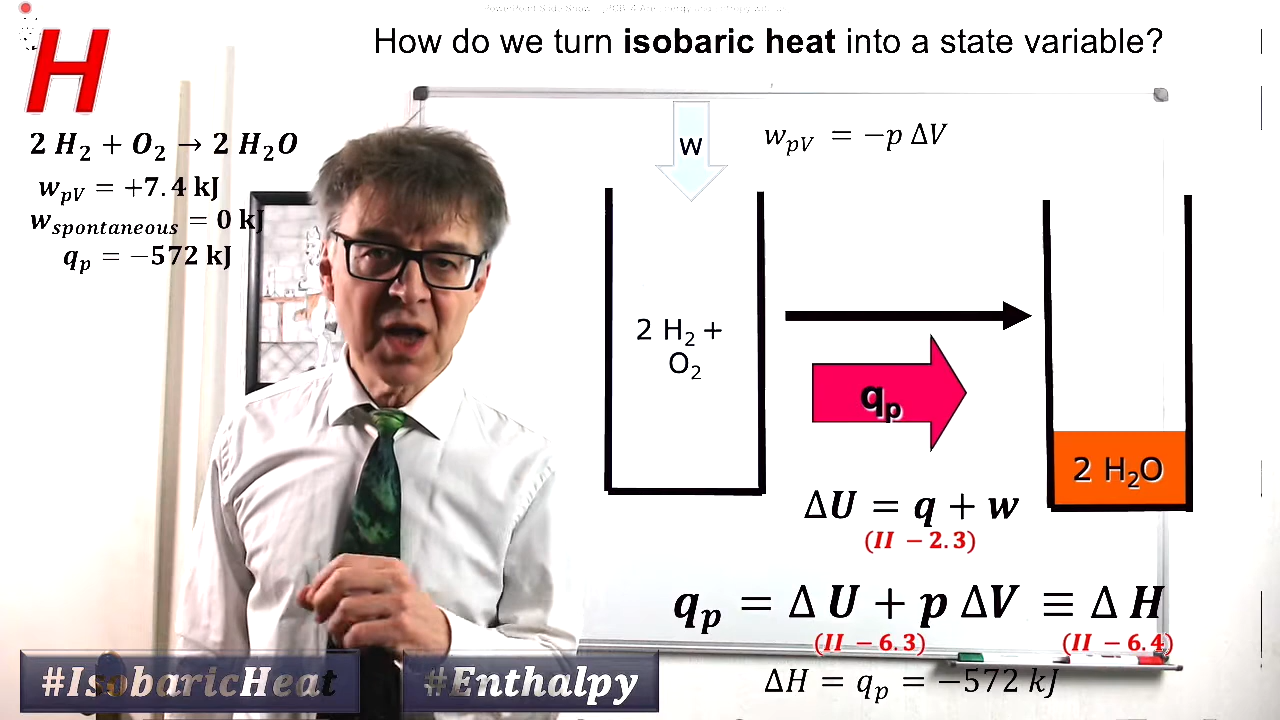 How do we turn isobaric heat into a state variable?
H
2 H₂ + O₂ → 2 H₂O
w_pV = +7.4 kJ
w_spontaneous = 0 kJ
q_p = −572 kJ
w
w_pV = −p ΔV
2 H₂ +
O₂
q_p
2 H₂O
ΔU = q + w
(II − 2.3)
q_p = Δ U + p ΔV ≡ Δ H
(II − 6.3) (II − 6.4)
ΔH = q_p = −572 kJ
#IsobaricHeat #Enthalpy